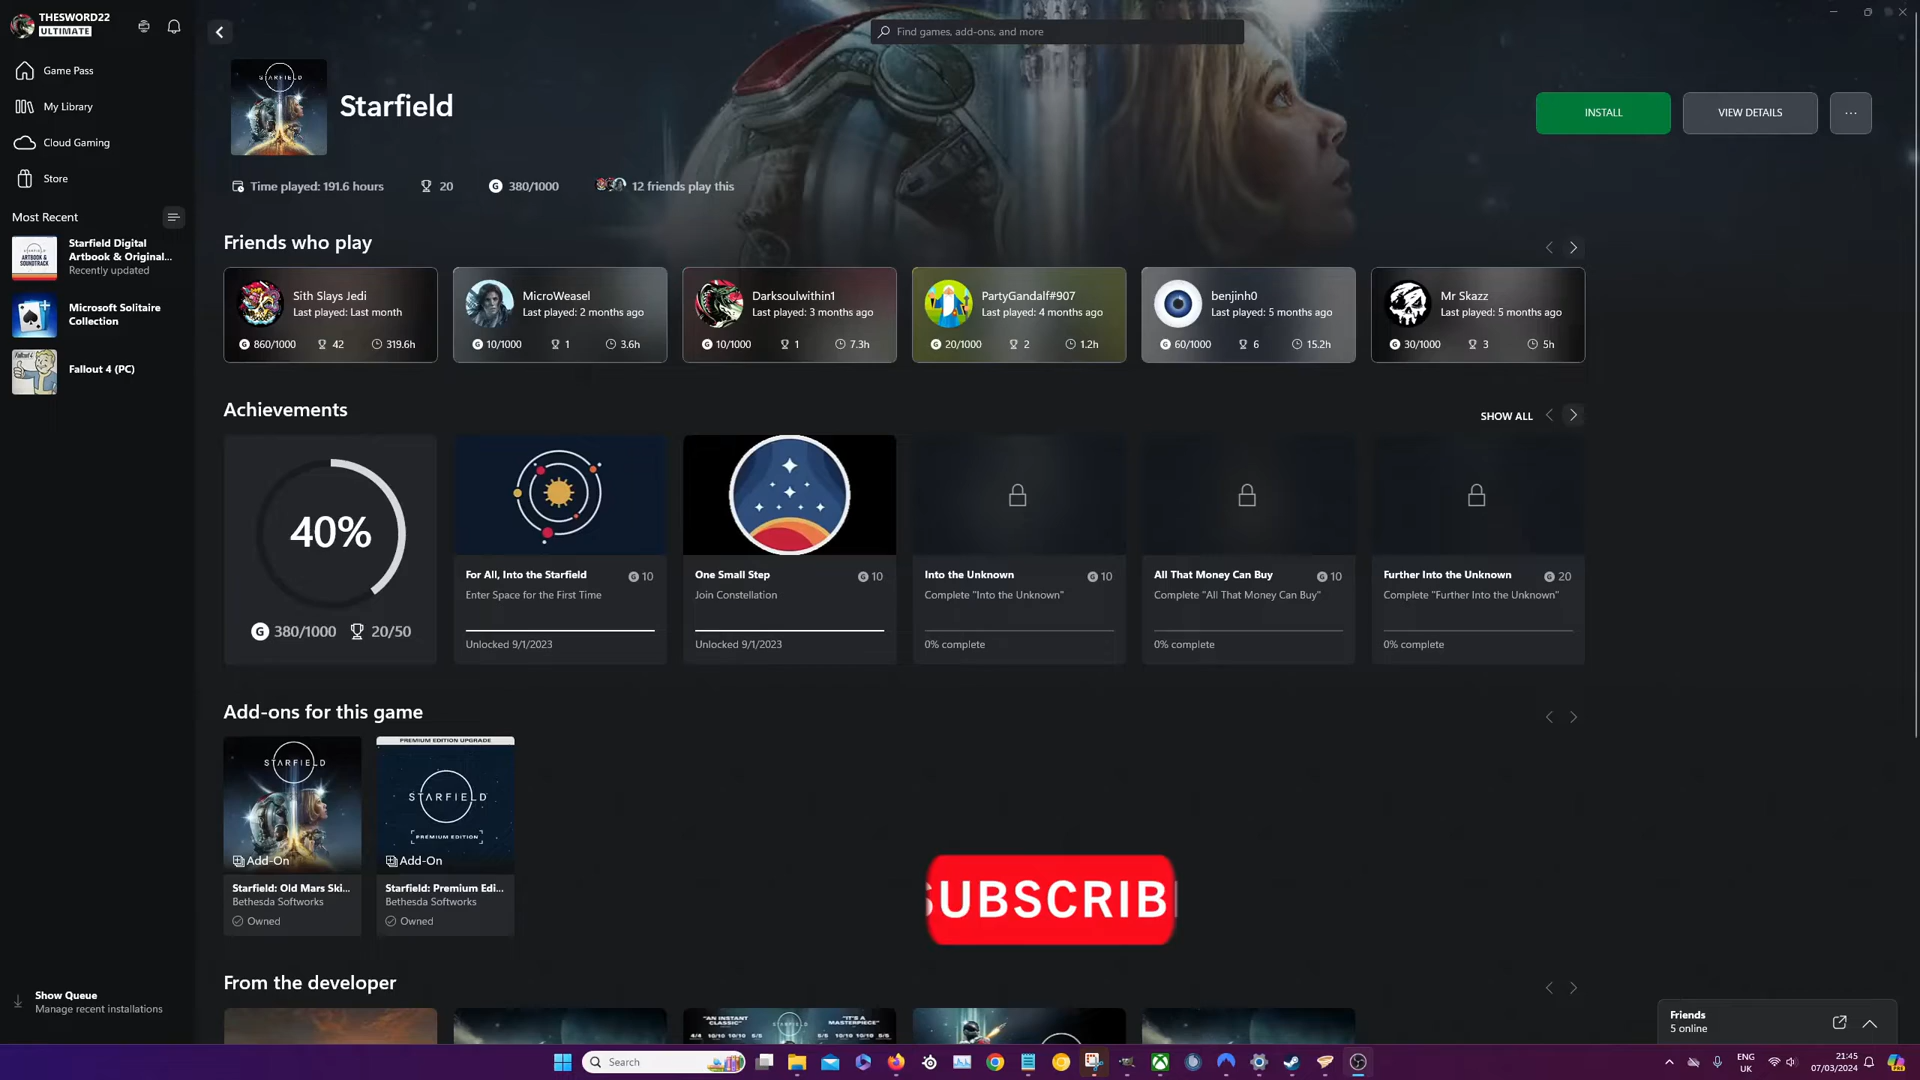 THESWORD22
ULTIMATE
Game Pass
My Library
Cloud Gaming
Store
Most Recent
Starfield Digital
Artbook & Original...
Recently updated
ARTBOOK &
SOUNDTRACK
Microsoft Solitaire
Collection
Fallout 4 (PC)
Show Queue
Manage recent installations
Find games, add-ons, and more
STARFIELD
Starfield
INSTALL
VIEW DETAILS
...
Time played: 191.6 hours
20
G 380/1000
12 friends play this
Friends who play
Sith Slays Jedi
Last played: Last month
G 860/1000 42 319.6h
MicroWeasel
Last played: 2 months ago
G 10/1000 1 3.6h
Darksoulwithin1
Last played: 3 months ago
G 10/1000 1 7.3h
PartyGandalf#907
Last played: 4 months ago
G 20/1000 2 1.2h
benjinh0
Last played: 5 months ago
G 60/1000 6 15.2h
Mr Skazz
Last played: 5 months ago
G 30/1000 3 5h
Achievements
SHOW ALL
40%
G 380/1000 20/50
For All, Into the Starfield G 10
Enter Space for the First Time
Unlocked 9/1/2023
One Small Step G 10
Join Constellation
Unlocked 9/1/2023
Into the Unknown G 10
Complete "Into the Unknown"
0% complete
All That Money Can Buy G 10
Complete "All That Money Can Buy"
0% complete
Further Into the Unknown G 20
Complete "Further Into the Unknown"
0% complete
Add-ons for this game
STARFIELD
Add-On
Starfield: Old Mars Ski...
Bethesda Softworks
Owned
PREMIUM EDITION UPGRADE
STARFIELD
PREMIUM EDITION
Add-On
Starfield: Premium Edi...
Bethesda Softworks
Owned
SUBSCRIB
From the developer
"AN INSTANT
CLASSIC"
"IT'S A
MASTERPIECE"
STARFIELD
Friends
5 online
Search
ENG
UK
21:45
07/03/2024